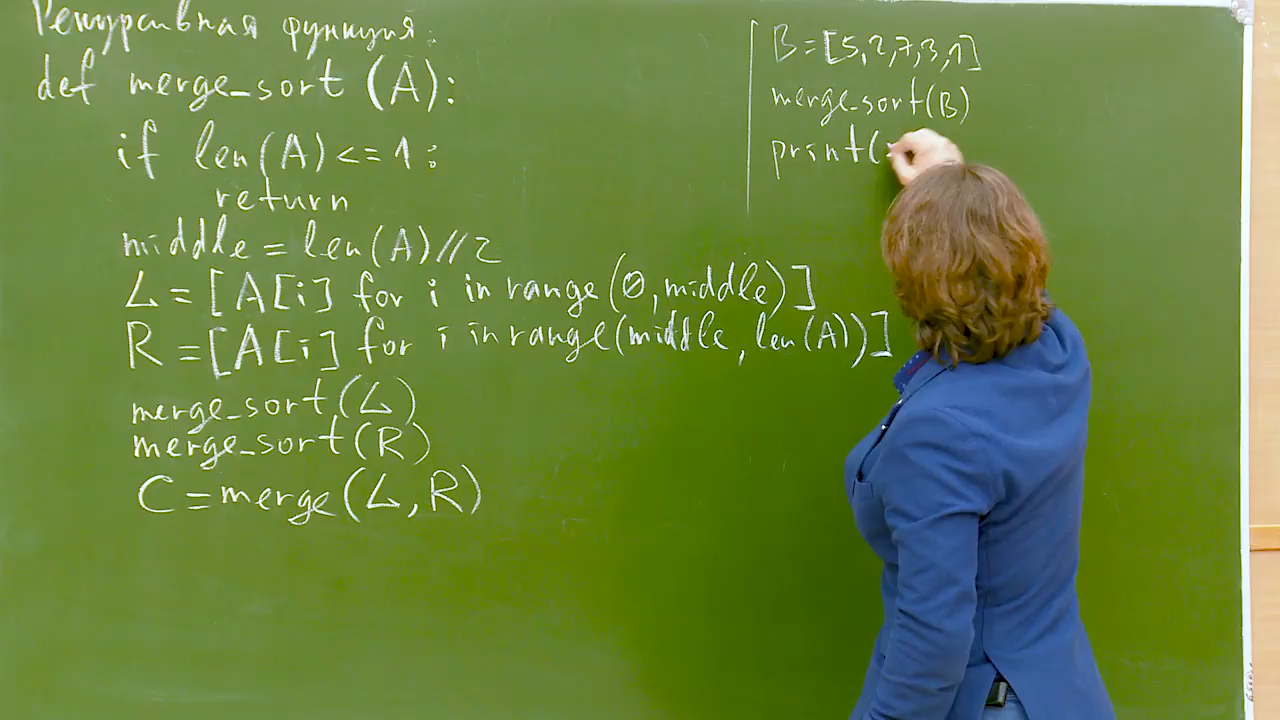 Рекурсивная функция:
def merge_sort (A):
if len(A) <= 1:
return
middle = len(A)//2
L = [A[i] for i in range(0, middle)]
R = [A[i] for i in range(middle, len(A))]
merge_sort(L)
merge_sort(R)
C = merge(L, R)
B = [5, 2, 7, 3, 1]
merge_sort(B)
print(